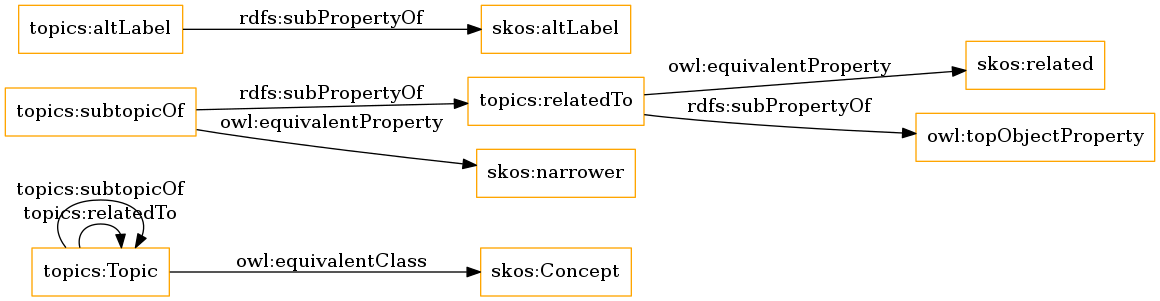 topics:altLabel
rdfs:subPropertyOf
skos:altLabel
topics:subtopicOf
rdfs:subPropertyOf
owl:equivalentProperty
topics:relatedTo
owl:equivalentProperty
rdfs:subPropertyOf
skos:related
owl:topObjectProperty
skos:narrower
topics:subtopicOf
topics:relatedTo
topics:Topic
owl:equivalentClass
skos:Concept